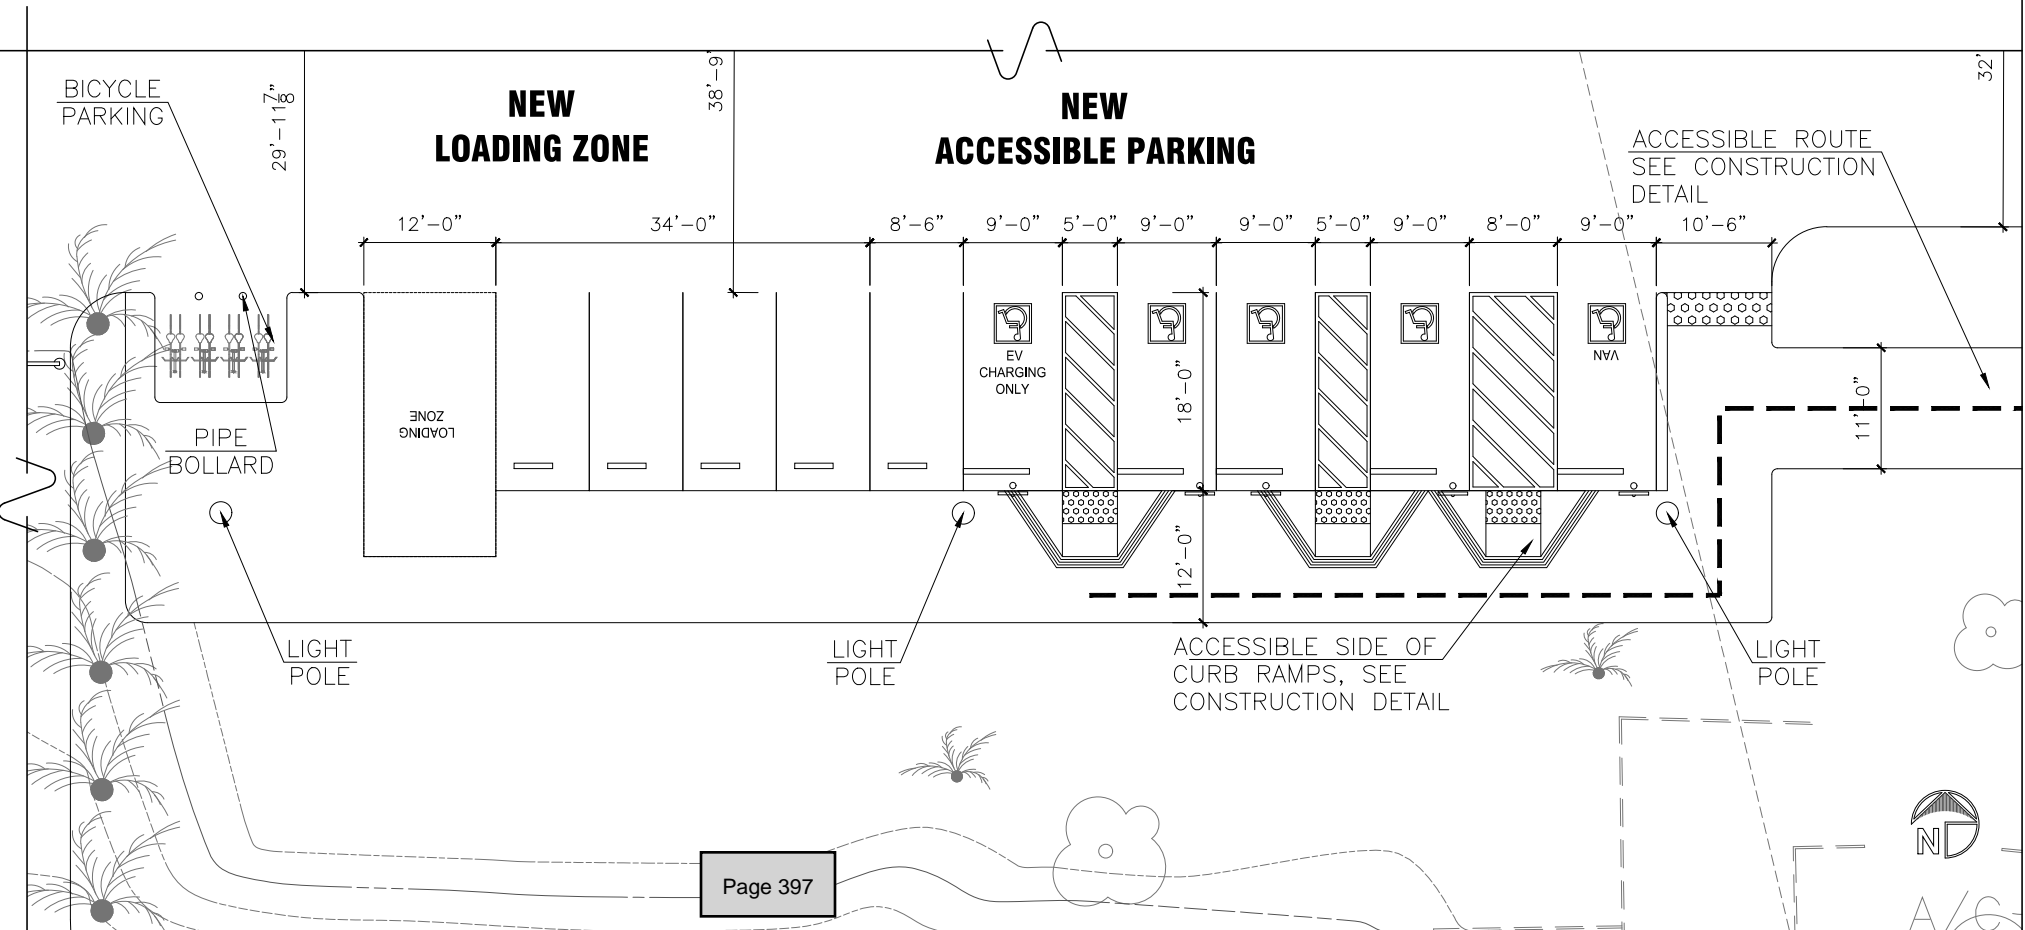 BICYCLE
PARKING
29'-11 7/8"
NEW
LOADING ZONE
38'-9"
NEW
ACCESSIBLE PARKING
32'
ACCESSIBLE ROUTE
SEE CONSTRUCTION
DETAIL
12'-0"
34'-0"
8'-6"
9'-0"
5'-0"
9'-0"
9'-0"
5'-0"
9'-0"
8'-0"
9'-0"
10'-6"
EV
CHARGING
ONLY
VAN
18'-0"
11'-0"
LOADING
ZONE
PIPE
BOLLARD
12'-0"
LIGHT
POLE
LIGHT
POLE
ACCESSIBLE SIDE OF
CURB RAMPS, SEE
CONSTRUCTION DETAIL
LIGHT
POLE
N
Page 397
A/C